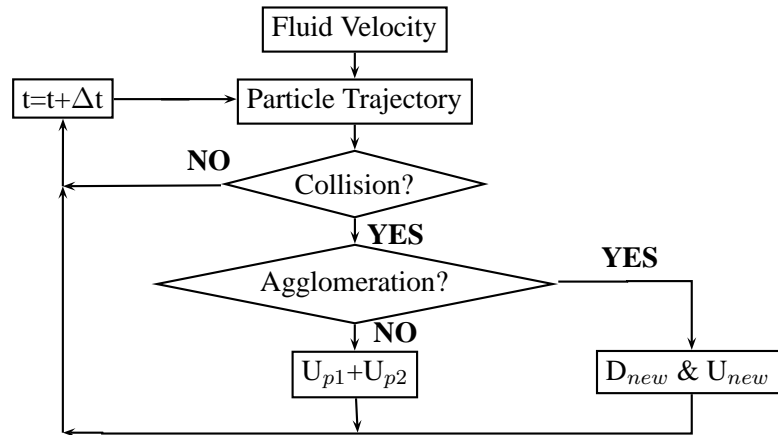 Fluid Velocity
t=t+Δt
Particle Trajectory
NO
Collision?
YES
Agglomeration?
YES
NO
U_{p1}+U_{p2}
D_{new} & U_{new}